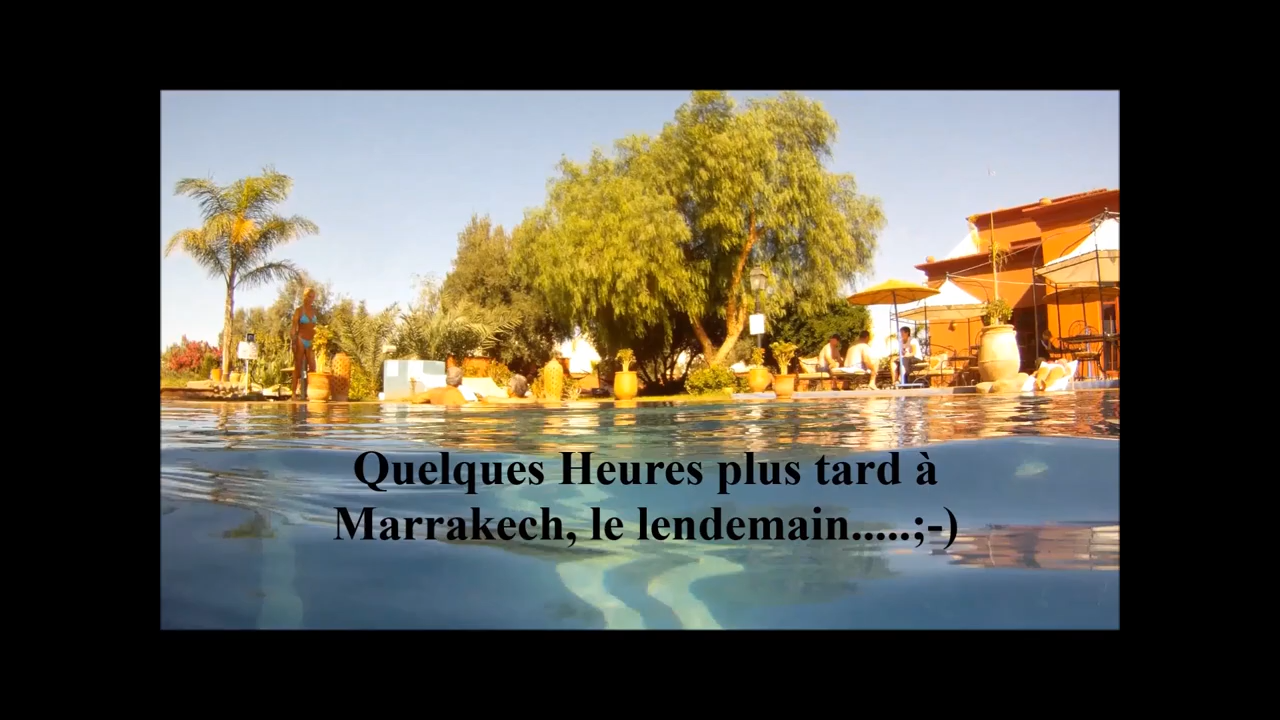 Quelques Heures plus tard à
Marrakech, le lendemain.....;-)